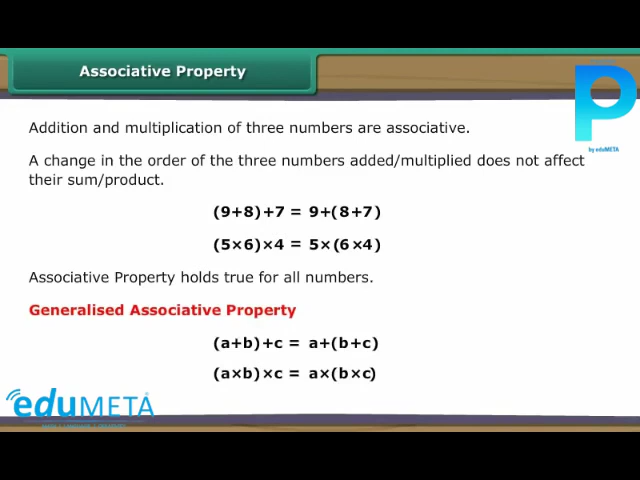 Associative Property
P
by eduMETA
Addition and multiplication of three numbers are associative.
A change in the order of the three numbers added/multiplied does not affect
their sum/product.
(9+8)+7 = 9+(8+7)
(5×6)×4 = 5×(6×4)
Associative Property holds true for all numbers.
Generalised Associative Property
(a+b)+c = a+(b+c)
(a×b)×c = a×(b×c)
eduMETA